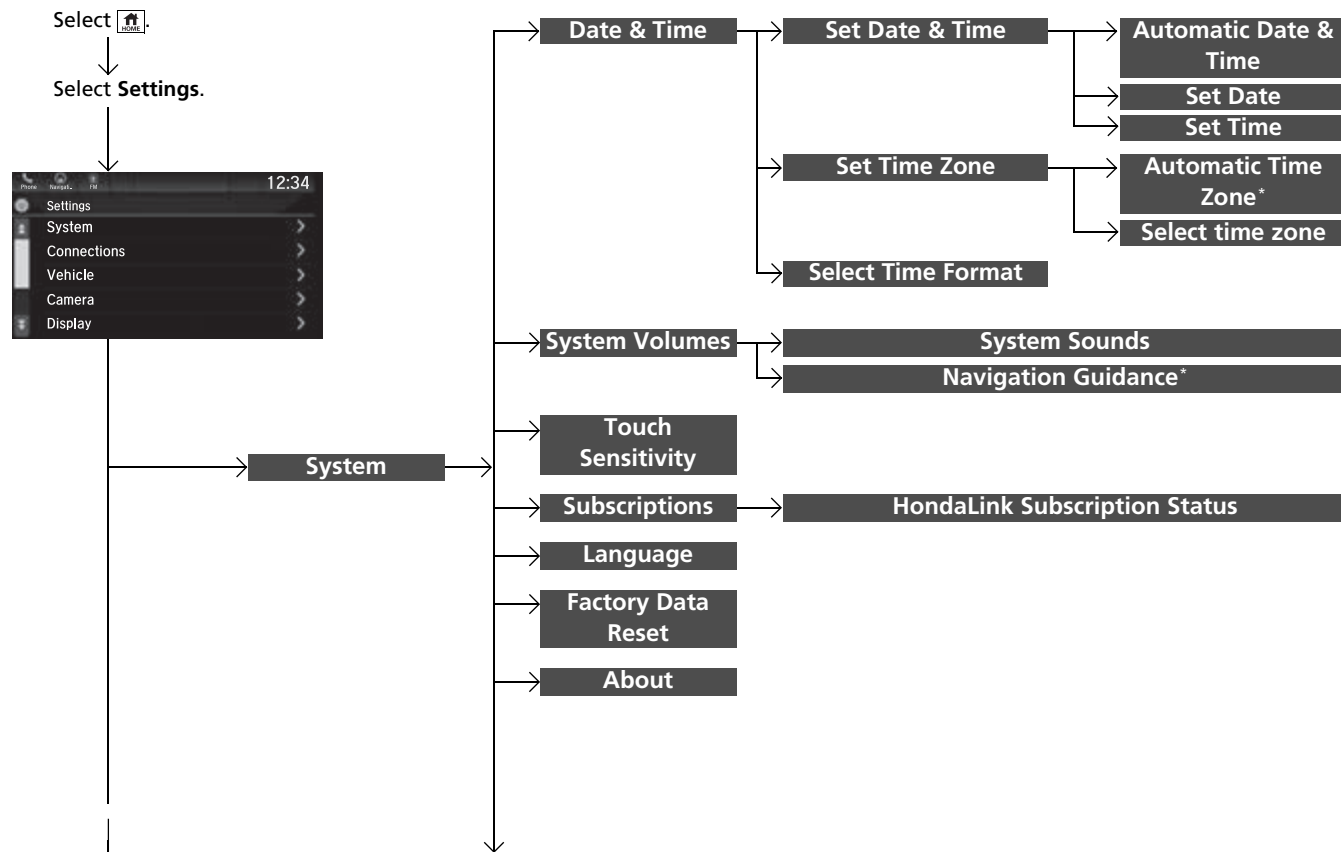 Select HOME.
Select Settings.
Phone Navigati.. FM 12:34
Settings
System
Connections
Vehicle
Camera
Display
System
Date & Time
Set Date & Time
Automatic Date &
Time
Set Date
Set Time
Set Time Zone
Automatic Time
Zone*
Select time zone
Select Time Format
System Volumes
System Sounds
Navigation Guidance*
Touch
Sensitivity
Subscriptions
HondaLink Subscription Status
Language
Factory Data
Reset
About